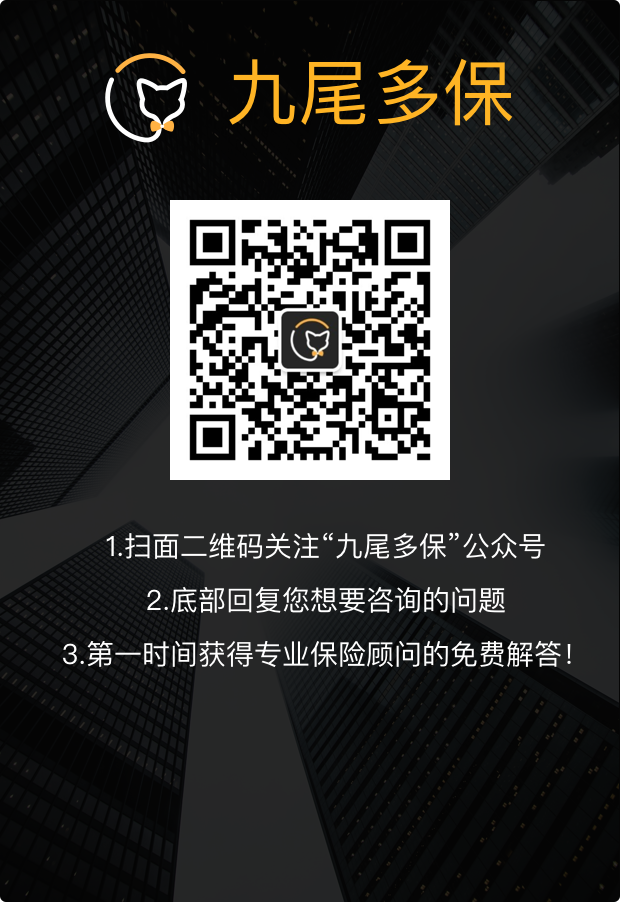 九尾多保
1.扫面二维码关注“九尾多保”公众号
2.底部回复您想要咨询的问题
3.第一时间获得专业保险顾问的免费解答!